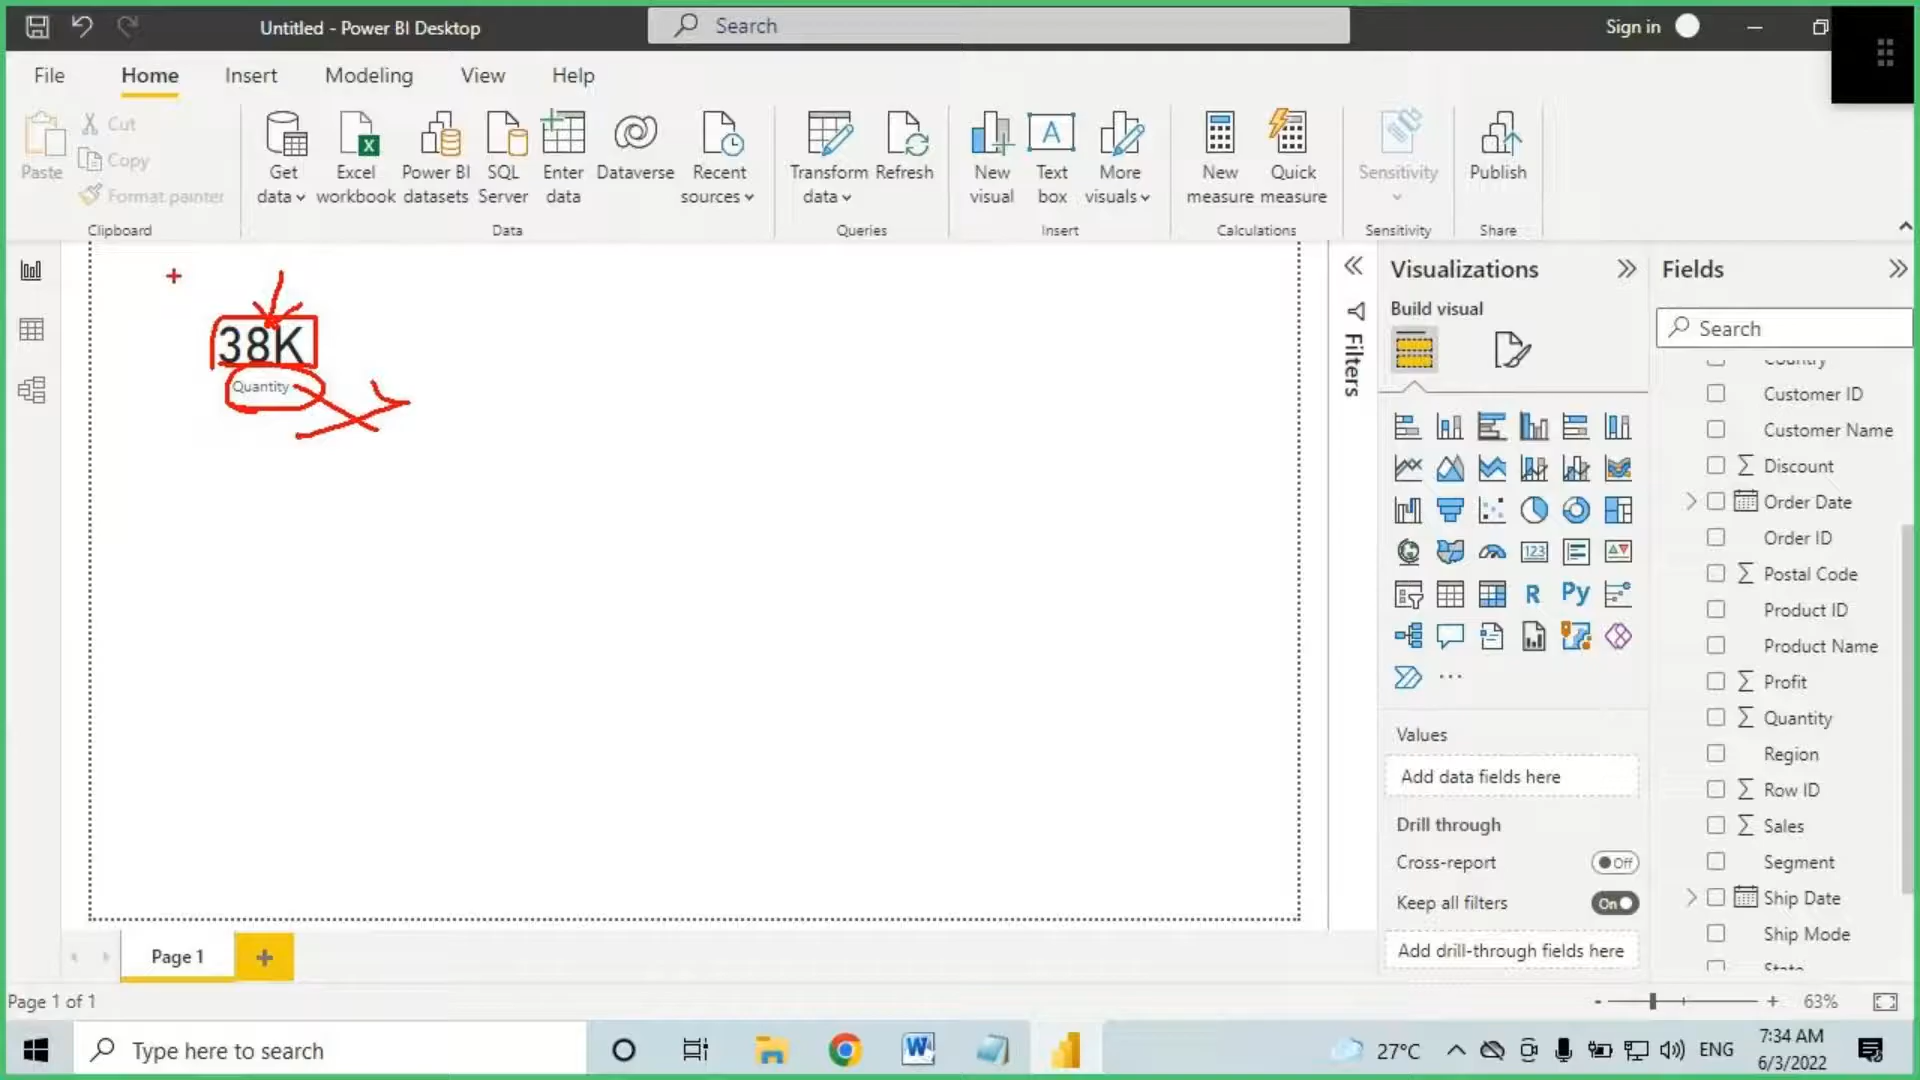 Untitled - Power BI Desktop
Search
Sign in
File Home Insert Modeling View Help
Paste
Cut
Copy
Format painter
Clipboard
Get data
Excel workbook
Power BI datasets
SQL Server
Enter data
Dataverse
Recent sources
Data
Transform data
Refresh
Queries
New visual
A
Text box
More visuals
Insert
New measure
Quick measure
Calculations
Sensitivity
Sensitivity
Publish
Share
38K
Quantity
Filters
Visualizations
Build visual
123
R
Py
Values
Add data fields here
Drill through
Cross-report
Off
Keep all filters
On
Add drill-through fields here
Fields
Search
Country
Customer ID
Customer Name
Discount
Order Date
Order ID
Postal Code
Product ID
Product Name
Profit
Quantity
Region
Row ID
Sales
Segment
Ship Date
Ship Mode
State
Page 1
Page 1 of 1
63%
Type here to search
27°C
ENG
7:34 AM
6/3/2022